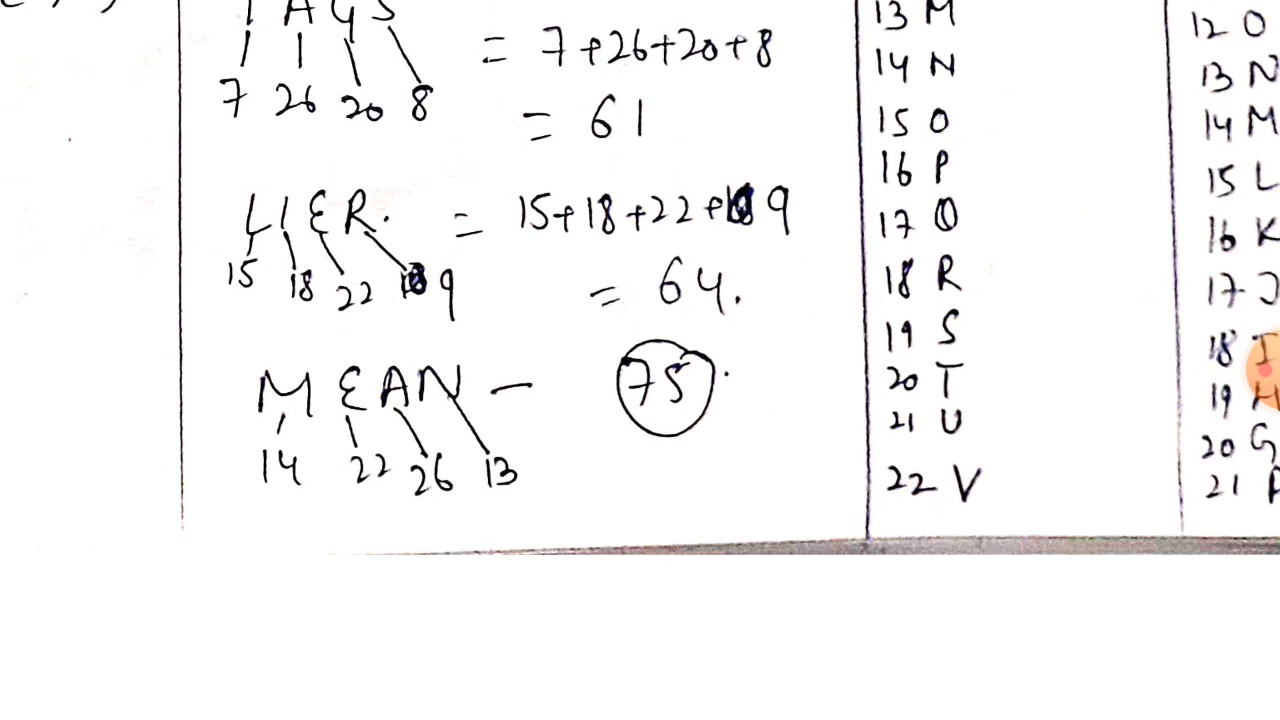 T A G S
7 26 20 8
= 7+26+20+8
= 61
LIER. = 15+18+22+ 9
15 18 22 9
= 64.
MEAN - 75.
14 22 26 13
13 M
14 N
15 O
16 P
17 Q
18 R
19 S
20 T
21 U
22 V
12 O
13 N
14 M
15 L
16 K
17 J
18 I
19 H
20 G
21